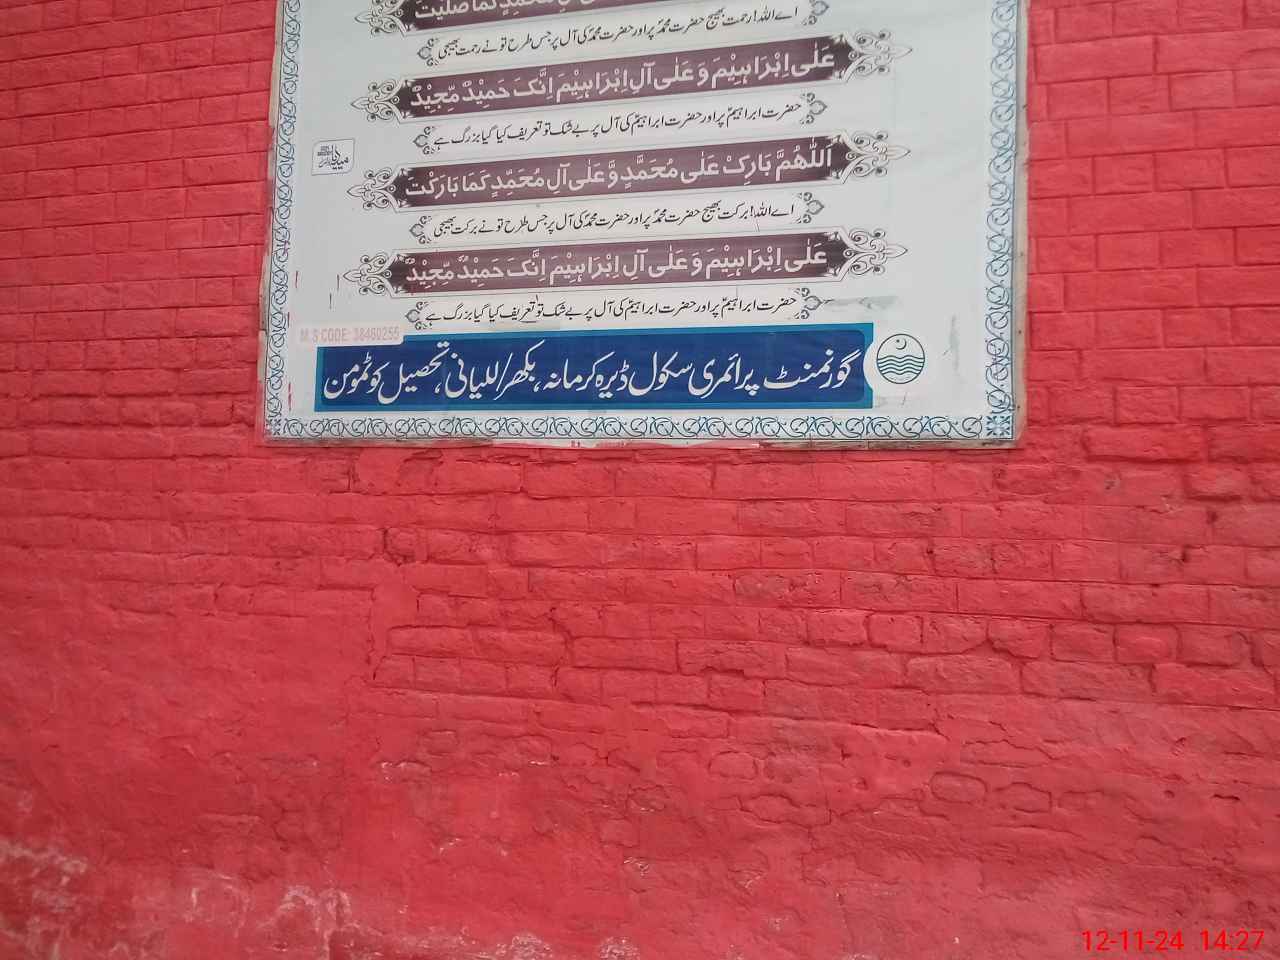 مُحَمَّدٍ کَمَا صَلَّیْتَ
اے اللہ! رحمت بھیج حضرت محمدؐ پر اور حضرت محمدؐ کی آل پر جس طرح تو نے رحمت بھیجی
عَلٰی اِبْرَاہِیْمَ وَ عَلٰی آلِ اِبْرَاہِیْمَ اِنَّکَ حَمِیْدٌ مَّجِیْدٌ
حضرت ابراہیمؑ پر اور حضرت ابراہیمؑ کی آل پر بے شک تو تعریف کیا گیا بزرگ ہے
اَللّٰھُمَّ بَارِکْ عَلٰی مُحَمَّدٍ وَّ عَلٰی آلِ مُحَمَّدٍ کَمَا بَارَکْتَ
اے اللہ! برکت بھیج حضرت محمدؐ پر اور حضرت محمدؐ کی آل پر جس طرح تو نے برکت بھیجی
عَلٰی اِبْرَاہِیْمَ وَ عَلٰی آلِ اِبْرَاہِیْمَ اِنَّکَ حَمِیْدٌ مَّجِیْدٌ
حضرت ابراہیمؑ پر اور حضرت ابراہیمؑ کی آل پر بے شک تو تعریف کیا گیا بزرگ ہے
M.S CODE: 38460255
گورنمنٹ پرائمری سکول ڈیرہ کرمانہ، بکھر/للیانی، تحصیل کوٹمومن
12-11-24 14:27